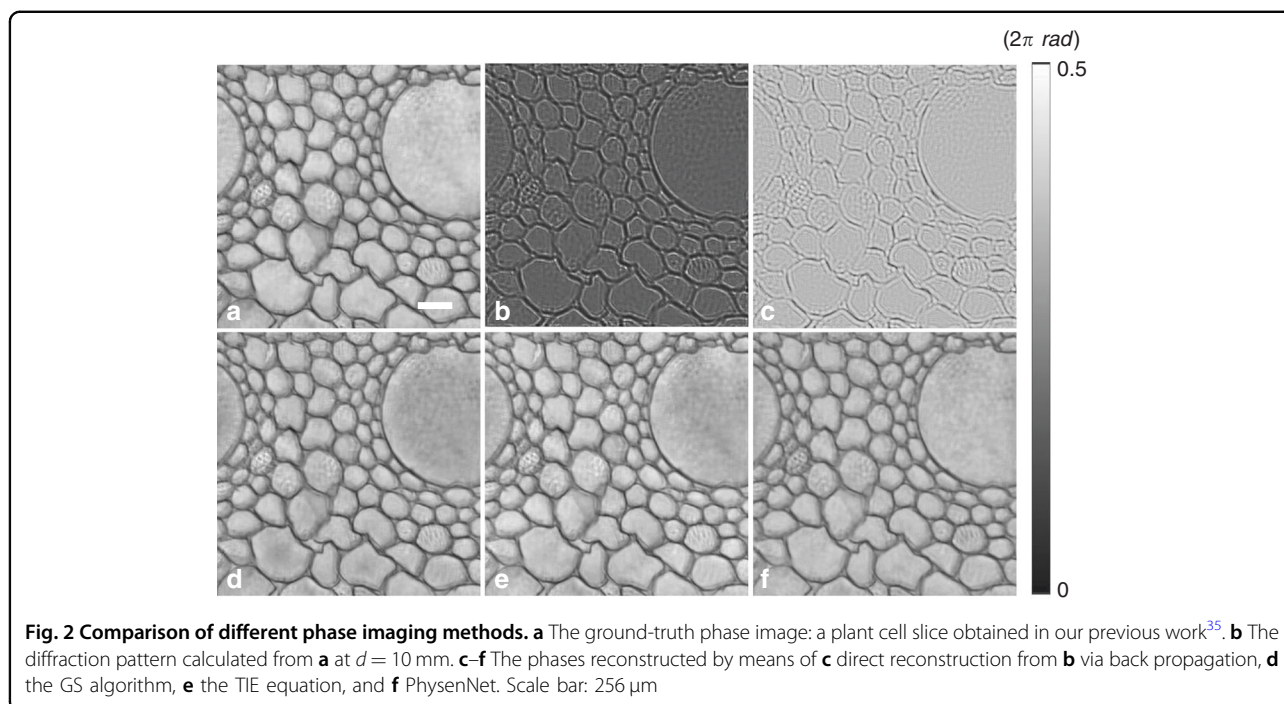 (2π rad)
0.5
a
b
c
d
e
f
0
Fig. 2 Comparison of different phase imaging methods. a The ground-truth phase image: a plant cell slice obtained in our previous work35. b The
diffraction pattern calculated from a at d = 10 mm. c–f The phases reconstructed by means of c direct reconstruction from b via back propagation, d
the GS algorithm, e the TIE equation, and f PhysenNet. Scale bar: 256 µm